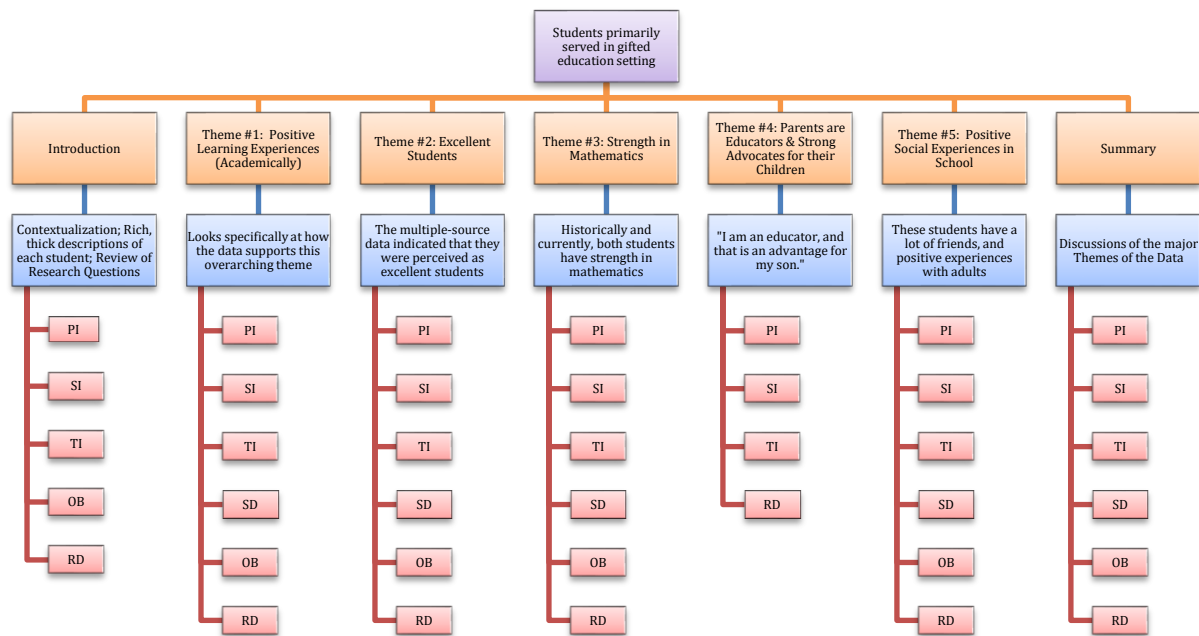 Students primarily
served in gifted
education setting
Introduction
Theme #1:  Positive
Learning Experiences
(Academically)
Theme #2: Excellent
Students
Theme #3: Strength in
Mathematics
Theme #4: Parents are
Educators & Strong
Advocates for their
Children
Theme #5:  Positive
Social Experiences in
School
Summary
Contextualization; Rich,
thick descriptions of
each student; Review of
Research Questions
Looks specifically at how
the data supports this
overarching theme
The multiple-source
data indicated that they
were perceived as
excellent students
Historically and
currently, both students
have strength in
mathematics
"I am an educator, and
that is an advantage for
my son."
These students have a
lot of friends, and
positive experiences
with adults
Discussions of the major
Themes of the Data
PI
SI
TI
OB
RD
PI
SI
TI
SD
OB
RD
PI
SI
TI
SD
OB
RD
PI
SI
TI
SD
OB
RD
PI
SI
TI
RD
PI
SI
TI
SD
OB
RD
PI
SI
TI
SD
OB
RD